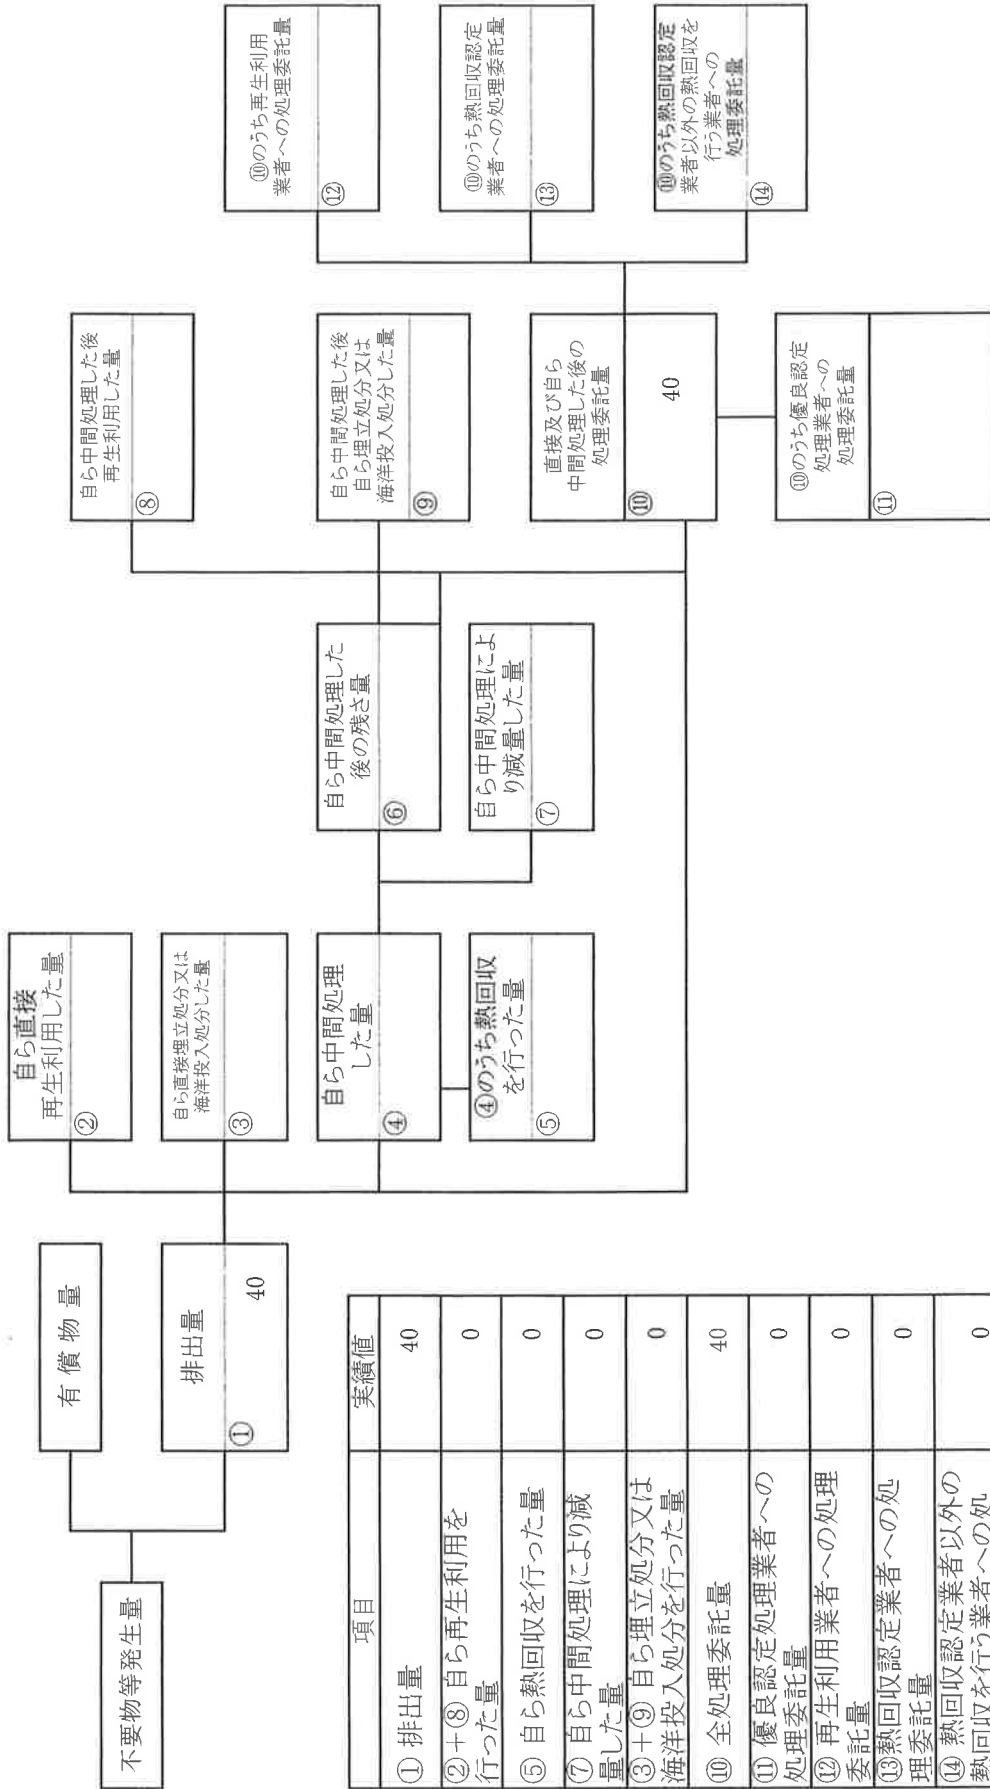 不要物等発生量
有償物量
排出量
①
40
自ら直接
再生利用した量
②
自ら直接埋立処分又は
海洋投入処分した量
③
自ら中間処理
した量
④
④のうち熱回収
を行った量
⑤
自ら中間処理した
後の残さ量
⑥
自ら中間処理によ
り減量した量
⑦
自ら中間処理した後
再生利用した量
⑧
自ら中間処理した後
自ら埋立処分又は
海洋投入処分した量
⑨
直接及び自ら
中間処理した後の
処理委託量
⑩
40
⑩のうち優良認定
処理業者への
処理委託量
⑪
⑩のうち再生利用
業者への処理委託量
⑫
⑩のうち熱回収認定
業者への処理委託量
⑬
⑩のうち熱回収認定
業者以外の熱回収を
行う業者への
処理委託量
⑭
項目 実績値
① 排出量 40
②+⑧ 自ら再生利用を
行った量 0
⑤ 自ら熱回収を行った量 0
⑦ 自ら中間処理により減
量した量 0
③+⑨ 自ら埋立処分又は
海洋投入処分を行った量 0
⑩ 全処理委託量 40
⑪ 優良認定処理業者への
処理委託量 0
⑫ 再生利用業者への処理
委託量 0
⑬熱回収認定業者への処
理委託量 0
⑭ 熱回収認定業者以外の
熱回収を行う業者への処 0